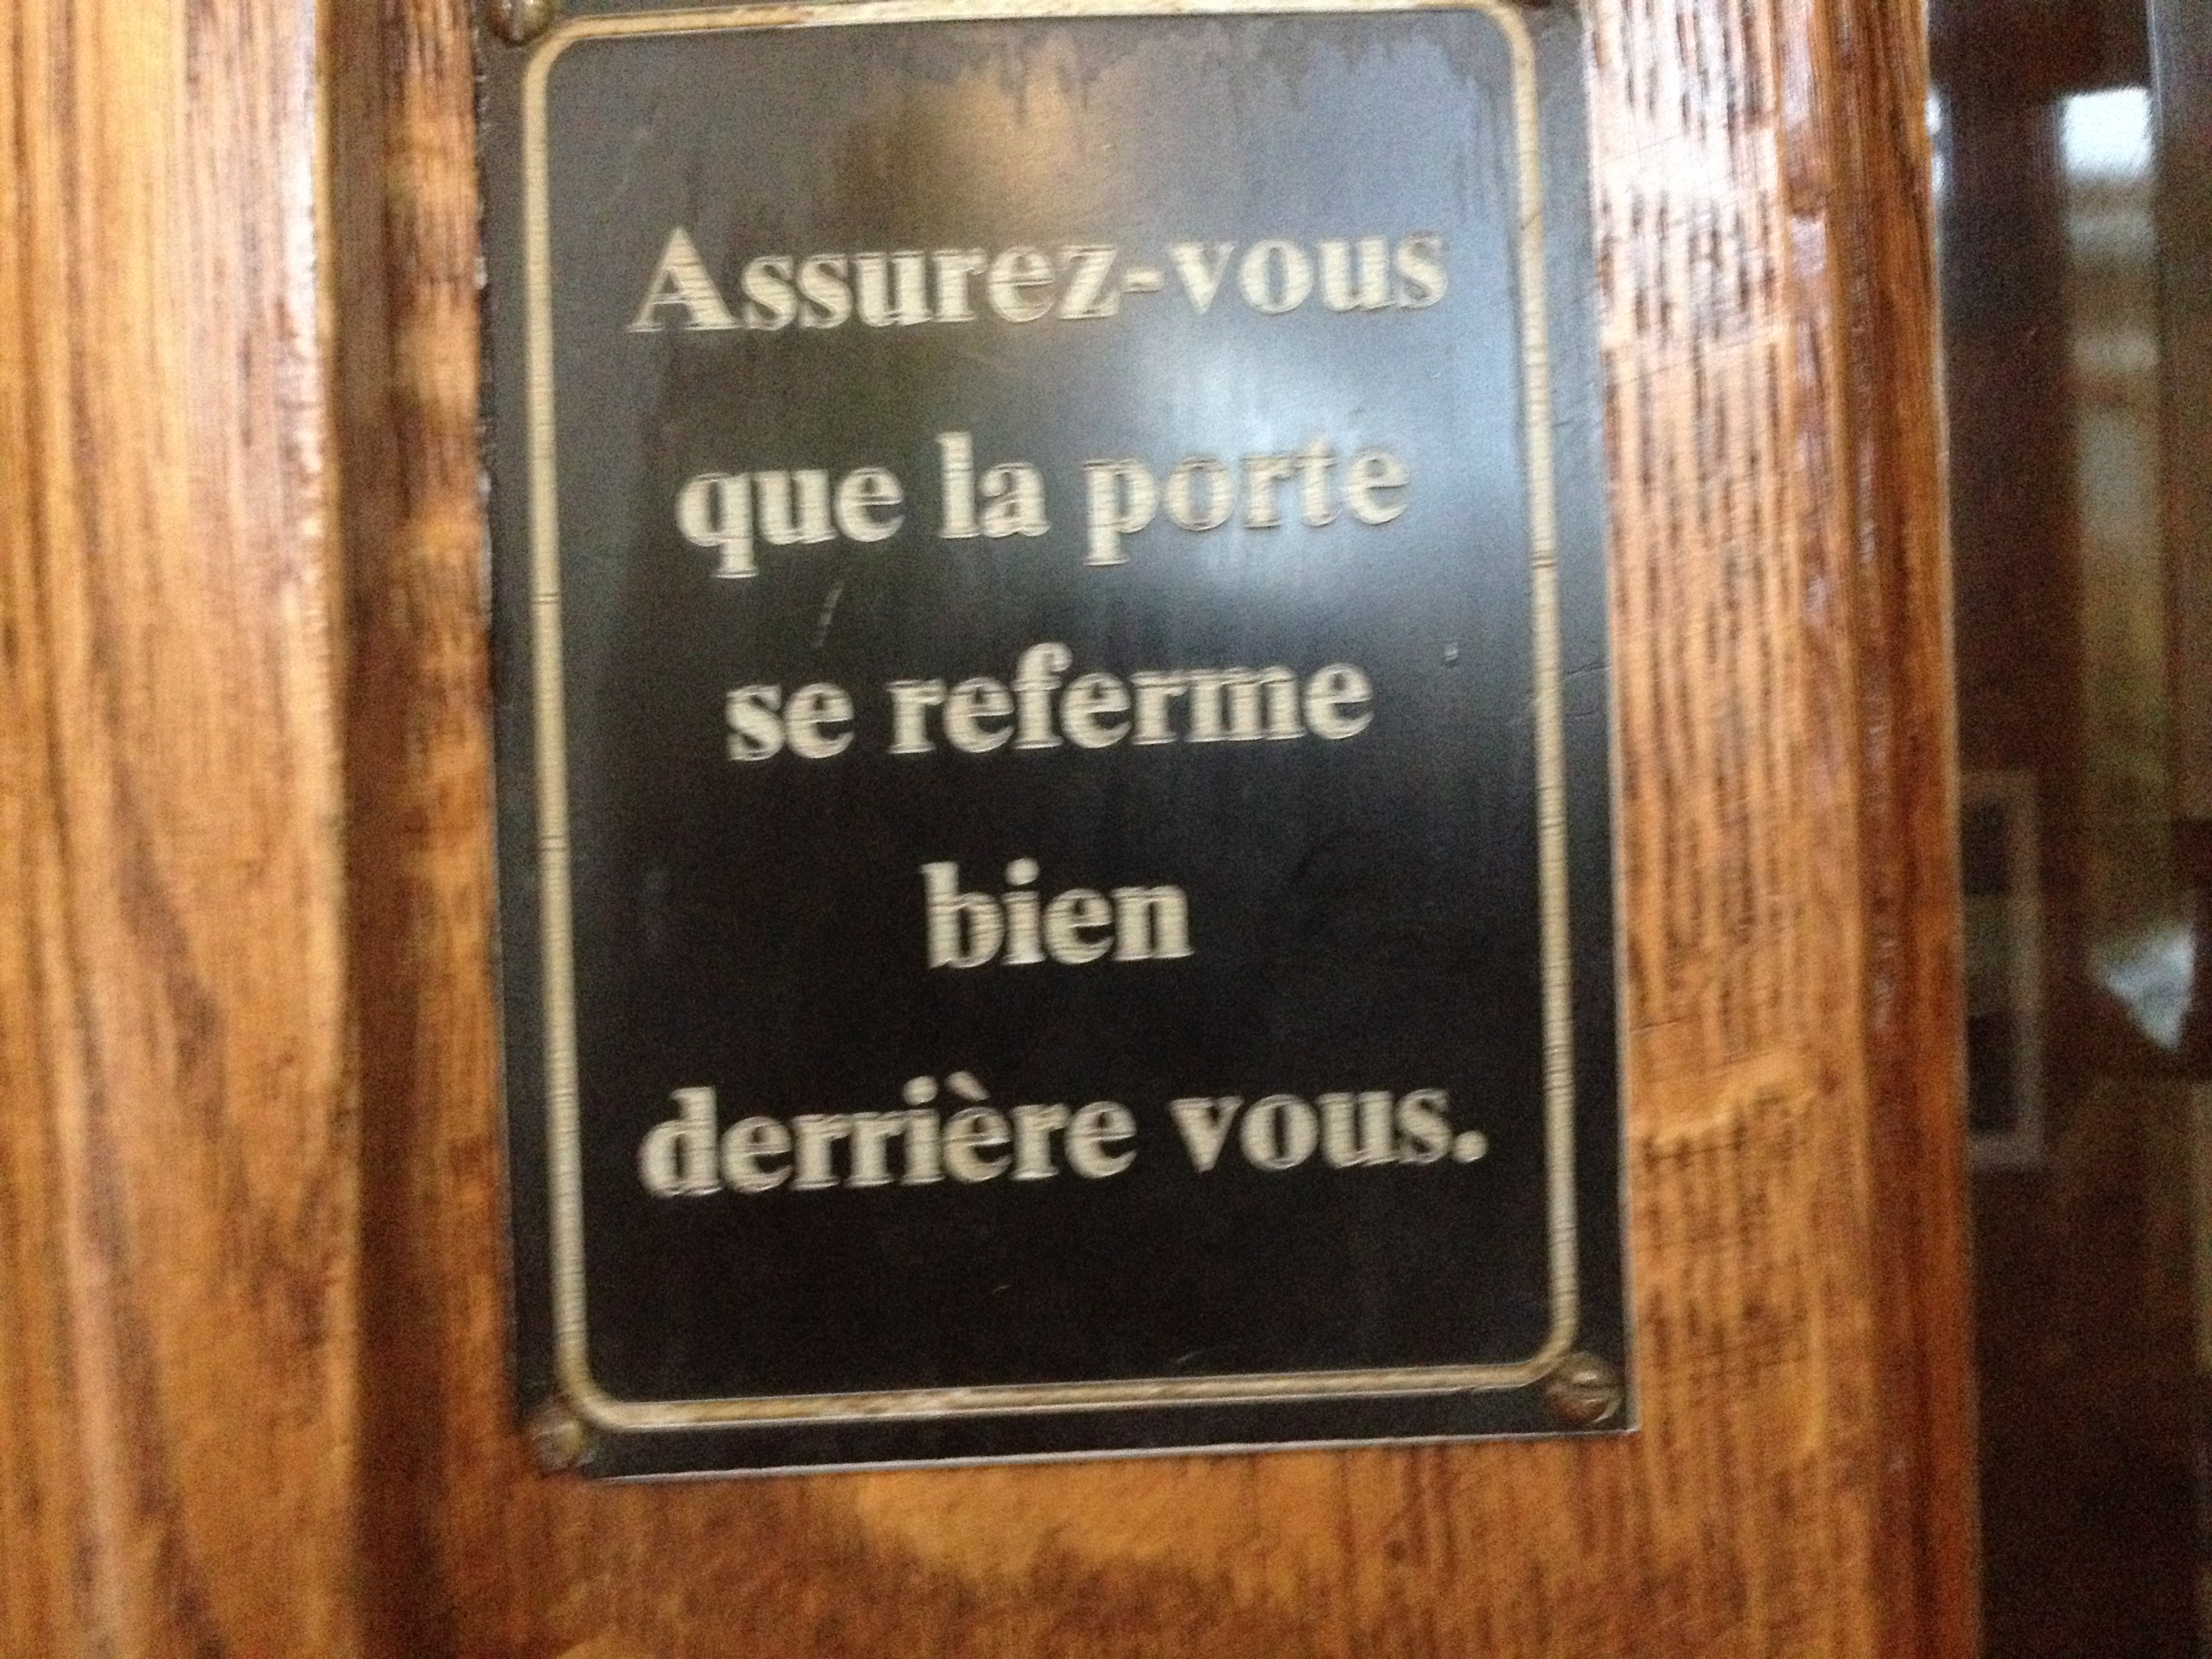 Assurez-vous
que la porte
se referme
bien
derrière vous.